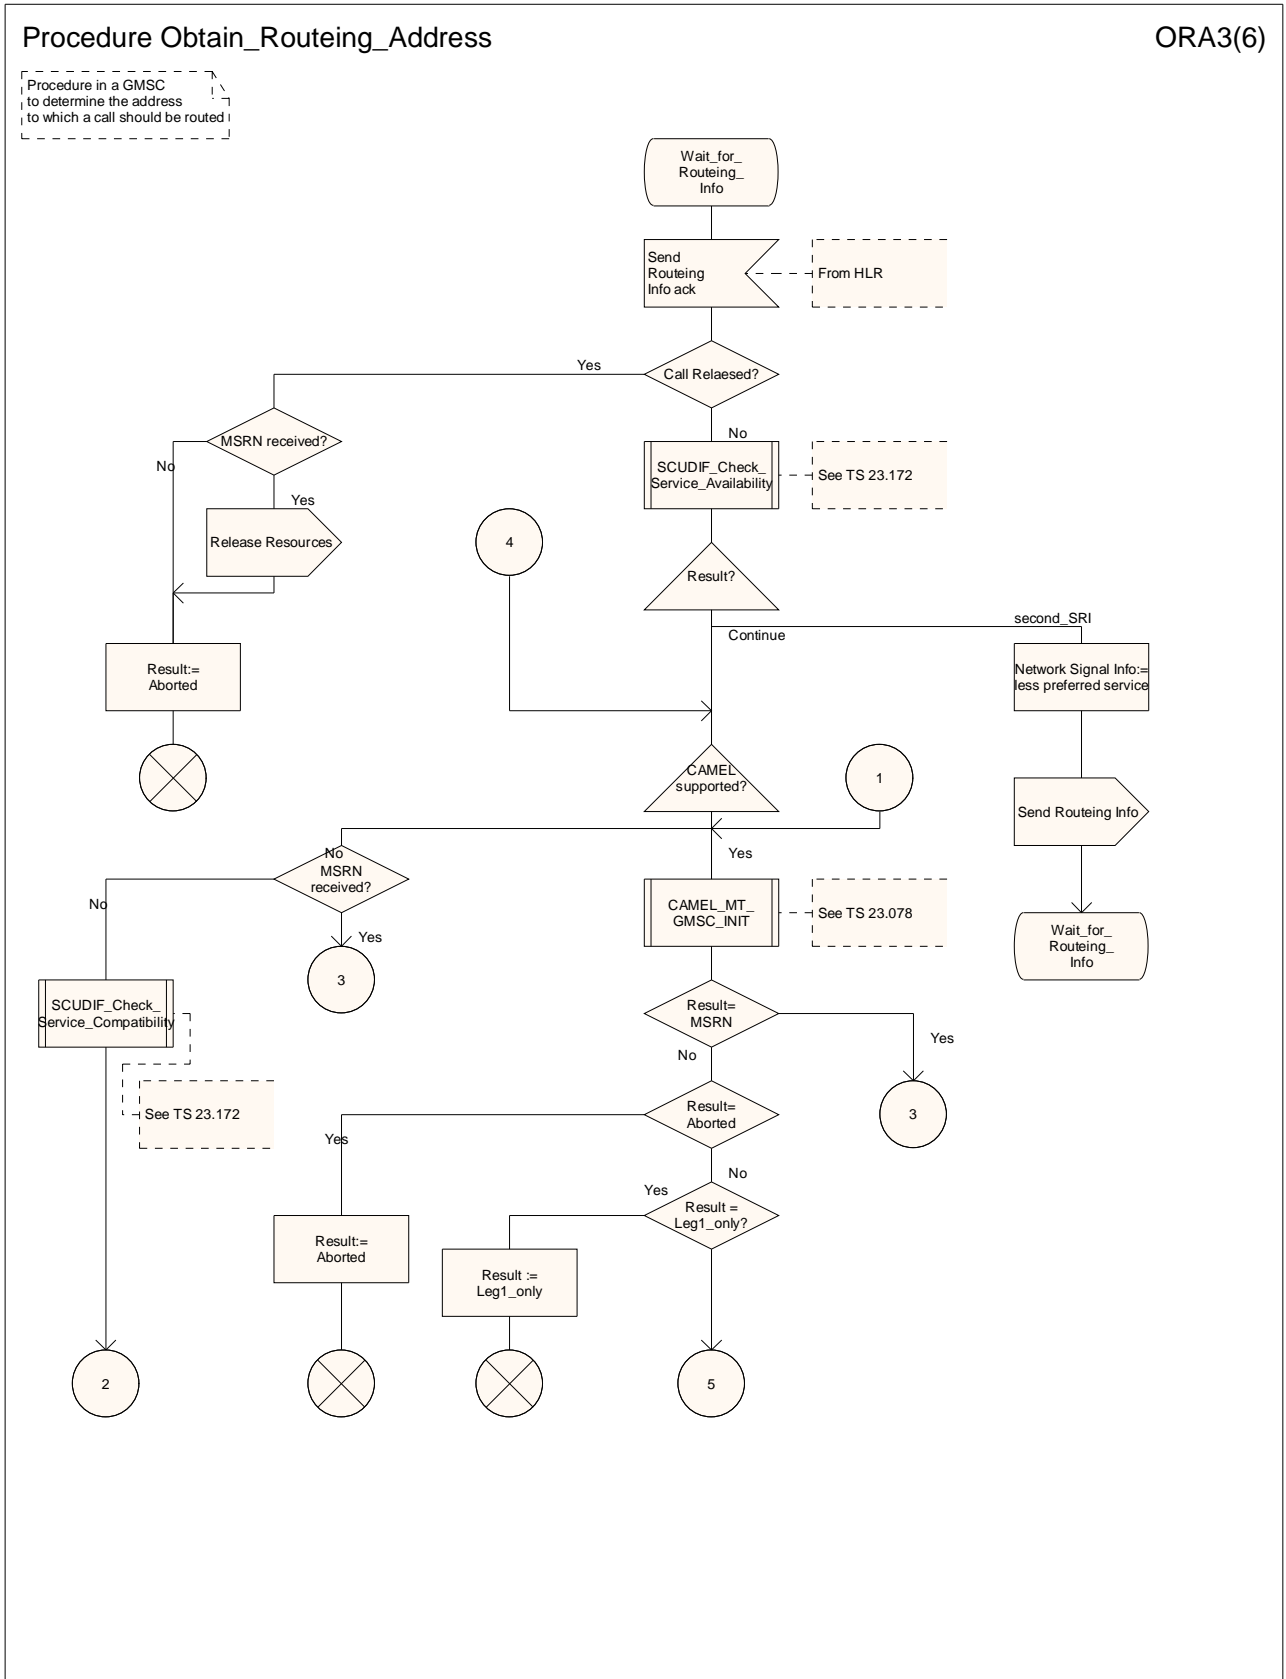 Procedure Obtain_Routeing_Address
ORA3(6)
Procedure in a GMSC
to determine the address
to which a call should be routed
Wait_for_
Routeing_
Info
Send
Routeing
Info ack
From HLR
Yes
Call Relaesed?
MSRN received?
No
No
SCUDIF_Check_
Service_Availability
See TS 23.172
Yes
Release Resources
4
Result?
second_SRI
Continue
Result:=
Aborted
Network Signal Info:=
less preferred service
CAMEL
supported?
1
Send Routeing Info
No
Yes
MSRN
received?
No
CAMEL_MT_
GMSC_INIT
See TS 23.078
Yes
Wait_for_
Routeing_
Info
3
SCUDIF_Check_
Service_Compatibility
Result=
MSRN
Yes
No
See TS 23.172
Result=
Aborted
3
Yes
No
Yes
Result =
Leg1_only?
Result:=
Aborted
Result :=
Leg1_only
2
5